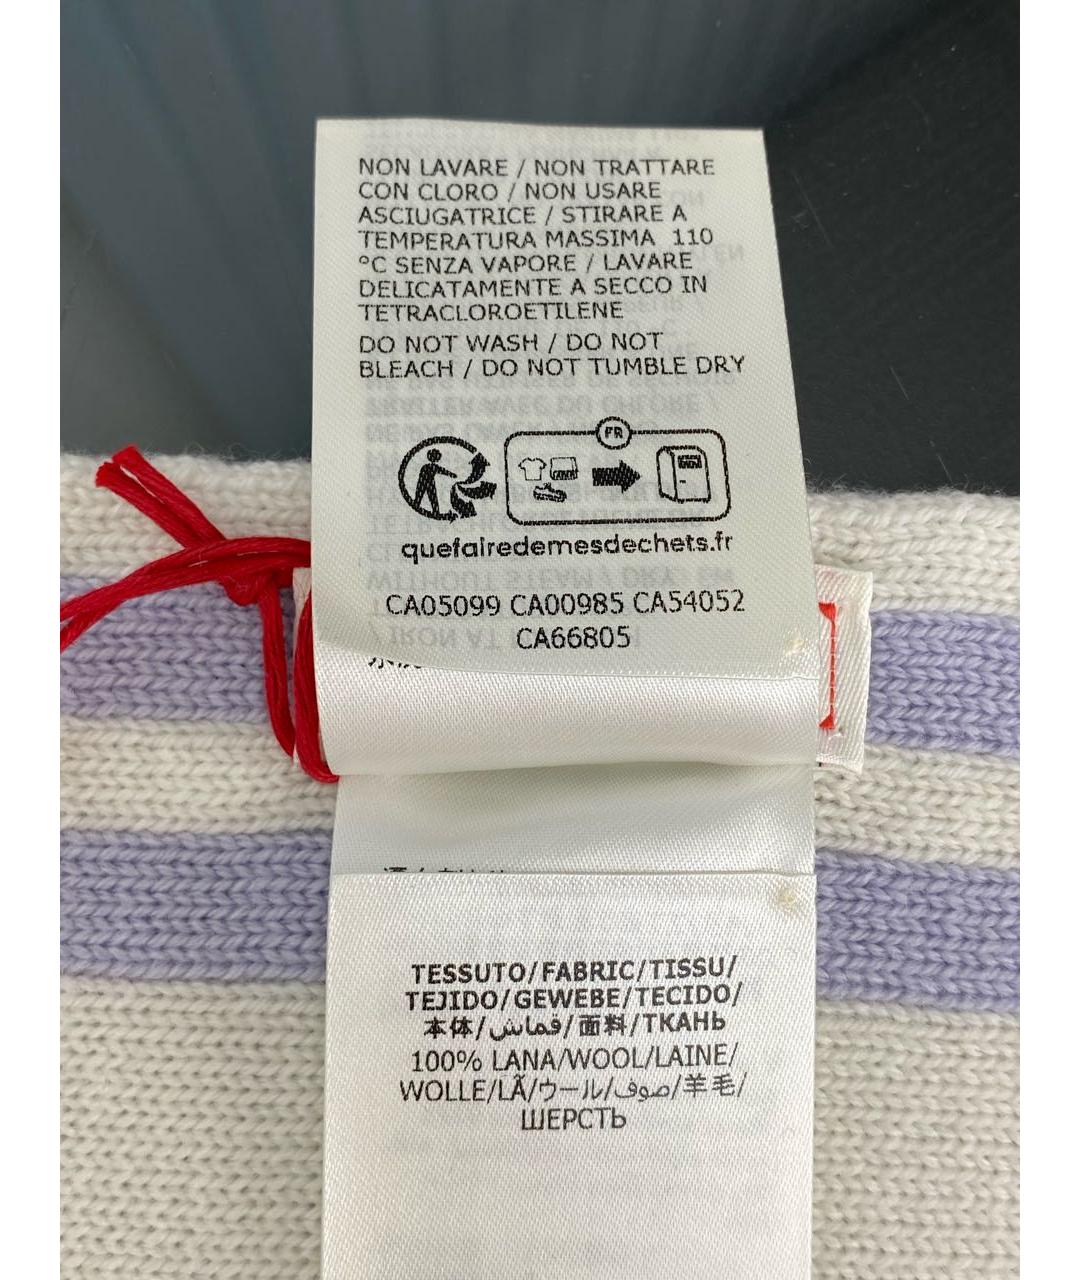 NON LAVARE / NON TRATTARE
CON CLORO / NON USARE
ASCIUGATRICE / STIRARE A
TEMPERATURA MASSIMA 110
°C SENZA VAPORE / LAVARE
DELICATAMENTE A SECCO IN
TETRACLOROETILENE
DO NOT WASH / DO NOT
BLEACH / DO NOT TUMBLE DRY
FR
quefairedemesdechets.fr
CA05099 CA00985 CA54052
CA66805
TESSUTO/FABRIC/TISSU/
TEJIDO/GEWEBE/TECIDO/
本体/قماش/面料/ТКАНЬ
100% LANA/WOOL/LAINE/
WOLLE/LÃ/ウール/صوف/羊毛/
ШЕРСТЬ